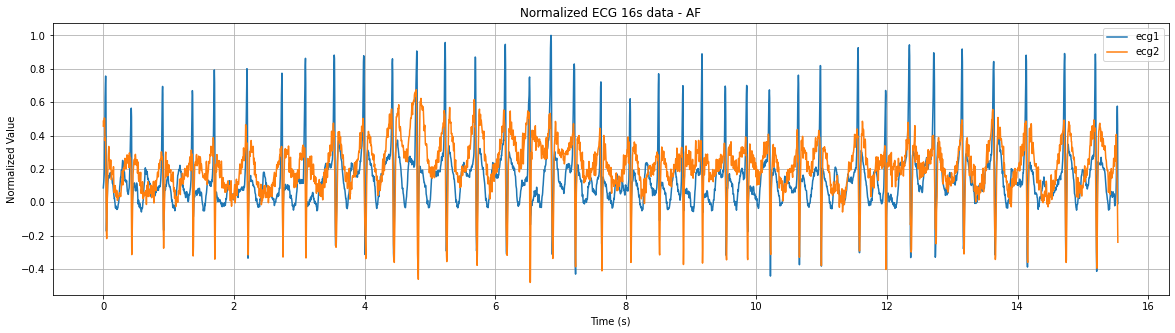 Normalized ECG 16s data - AF
ecg1
ecg2
Normalized Value
1.0
0.8
0.6
0.4
0.2
0.0
−0.2
−0.4
0 2 4 6 8 10 12 14 16
Time (s)